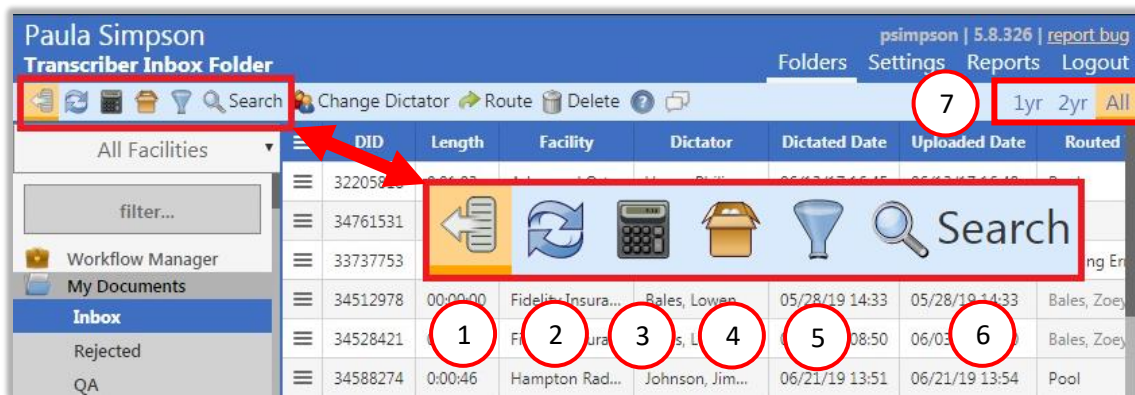 Paula Simpson
psimpson | 5.8.326 | report bug
Transcriber Inbox Folder
Folders Settings Reports Logout
Search Change Dictator Route Delete ?
7
1yr 2yr All
All Facilities
DID Length Facility Dictator Dictated Date Uploaded Date Routed
filter...
34761531
Search
Workflow Manager
33737753
My Documents
34512978 00:00:00 Fidelity Insura... Bales, Lowen 05/28/19 14:33 05/28/19 14:33 Bales, Zoey
Inbox
1 2 3 4 5 6
34528421 08:50 Bales, Zoey
Rejected
34588274 0:00:46 Hampton Rad... Johnson, Jim... 06/21/19 13:51 06/21/19 13:54 Pool
QA